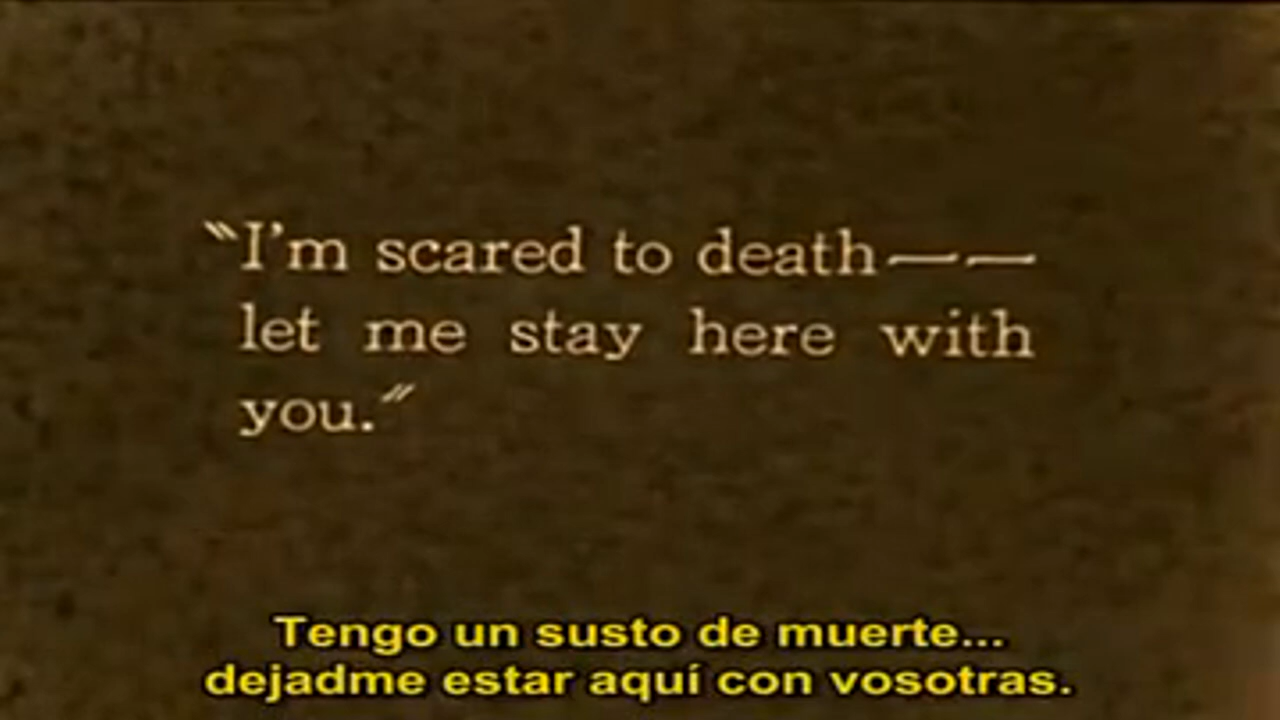 "I'm scared to death——
let me stay here with
you."
Tengo un susto de muerte...
dejadme estar aquí con vosotras.